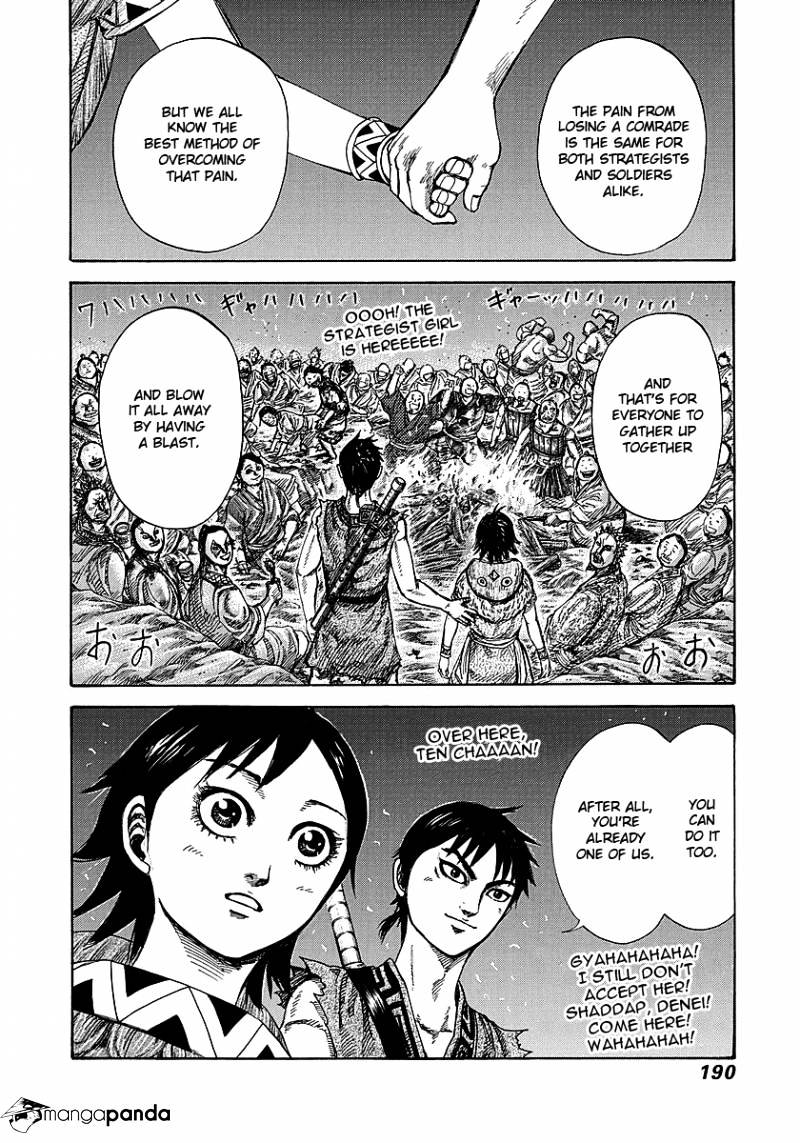 THE PAIN FROM
LOSING A COMRADE
IS THE SAME FOR
BOTH STRATEGISTS
AND SOLDIERS
ALIKE.
BUT WE ALL
KNOW THE
BEST METHOD OF
OVERCOMING
THAT PAIN.
ギャーッハハハハハハ
OOOH! THE
STRATEGIST GIRL
IS HEREEEEE!
ギャハハハハハ
ワハハハハハ
AND
THAT'S FOR
EVERYONE TO
GATHER UP
TOGETHER
AND BLOW
IT ALL AWAY
BY HAVING
A BLAST.
おお
おお
OVER HERE,
TEN CHAAAAN!
YOU
CAN
DO IT
TOO.
AFTER ALL,
YOU'RE
ALREADY
ONE OF US.
GYAHAHAHAHA!
I STILL DON'T
ACCEPT HER!
SHADDAP, DENEI!
COME HERE!
WAHAHAHAH!
190
mangapanda